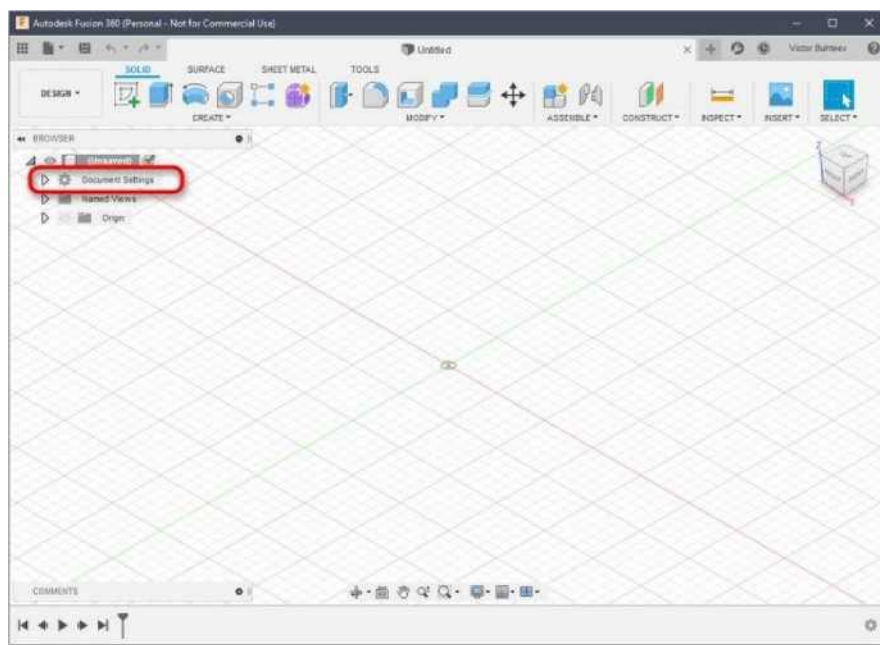 Autodesk Fusion 360 (Personal - Not for Commercial Use)
Untitled
SOLID SURFACE SHEET METAL TOOLS
DESIGN
CREATE MODIFY ASSEMBLE CONSTRUCT INSPECT INSERT SELECT
BROWSER
(Unsaved)
Document Settings
Named Views
Origin
Z
COMMENTS